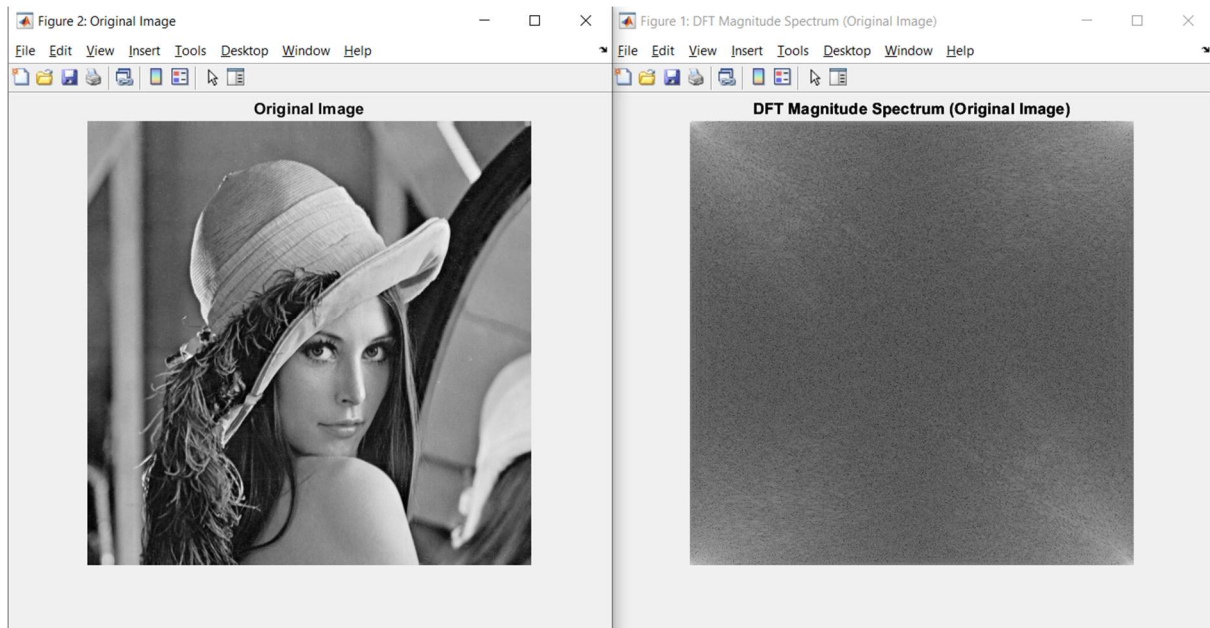 Figure 2: Original Image
File Edit View Insert Tools Desktop Window Help
Original Image
Figure 1: DFT Magnitude Spectrum (Original Image)
File Edit View Insert Tools Desktop Window Help
DFT Magnitude Spectrum (Original Image)